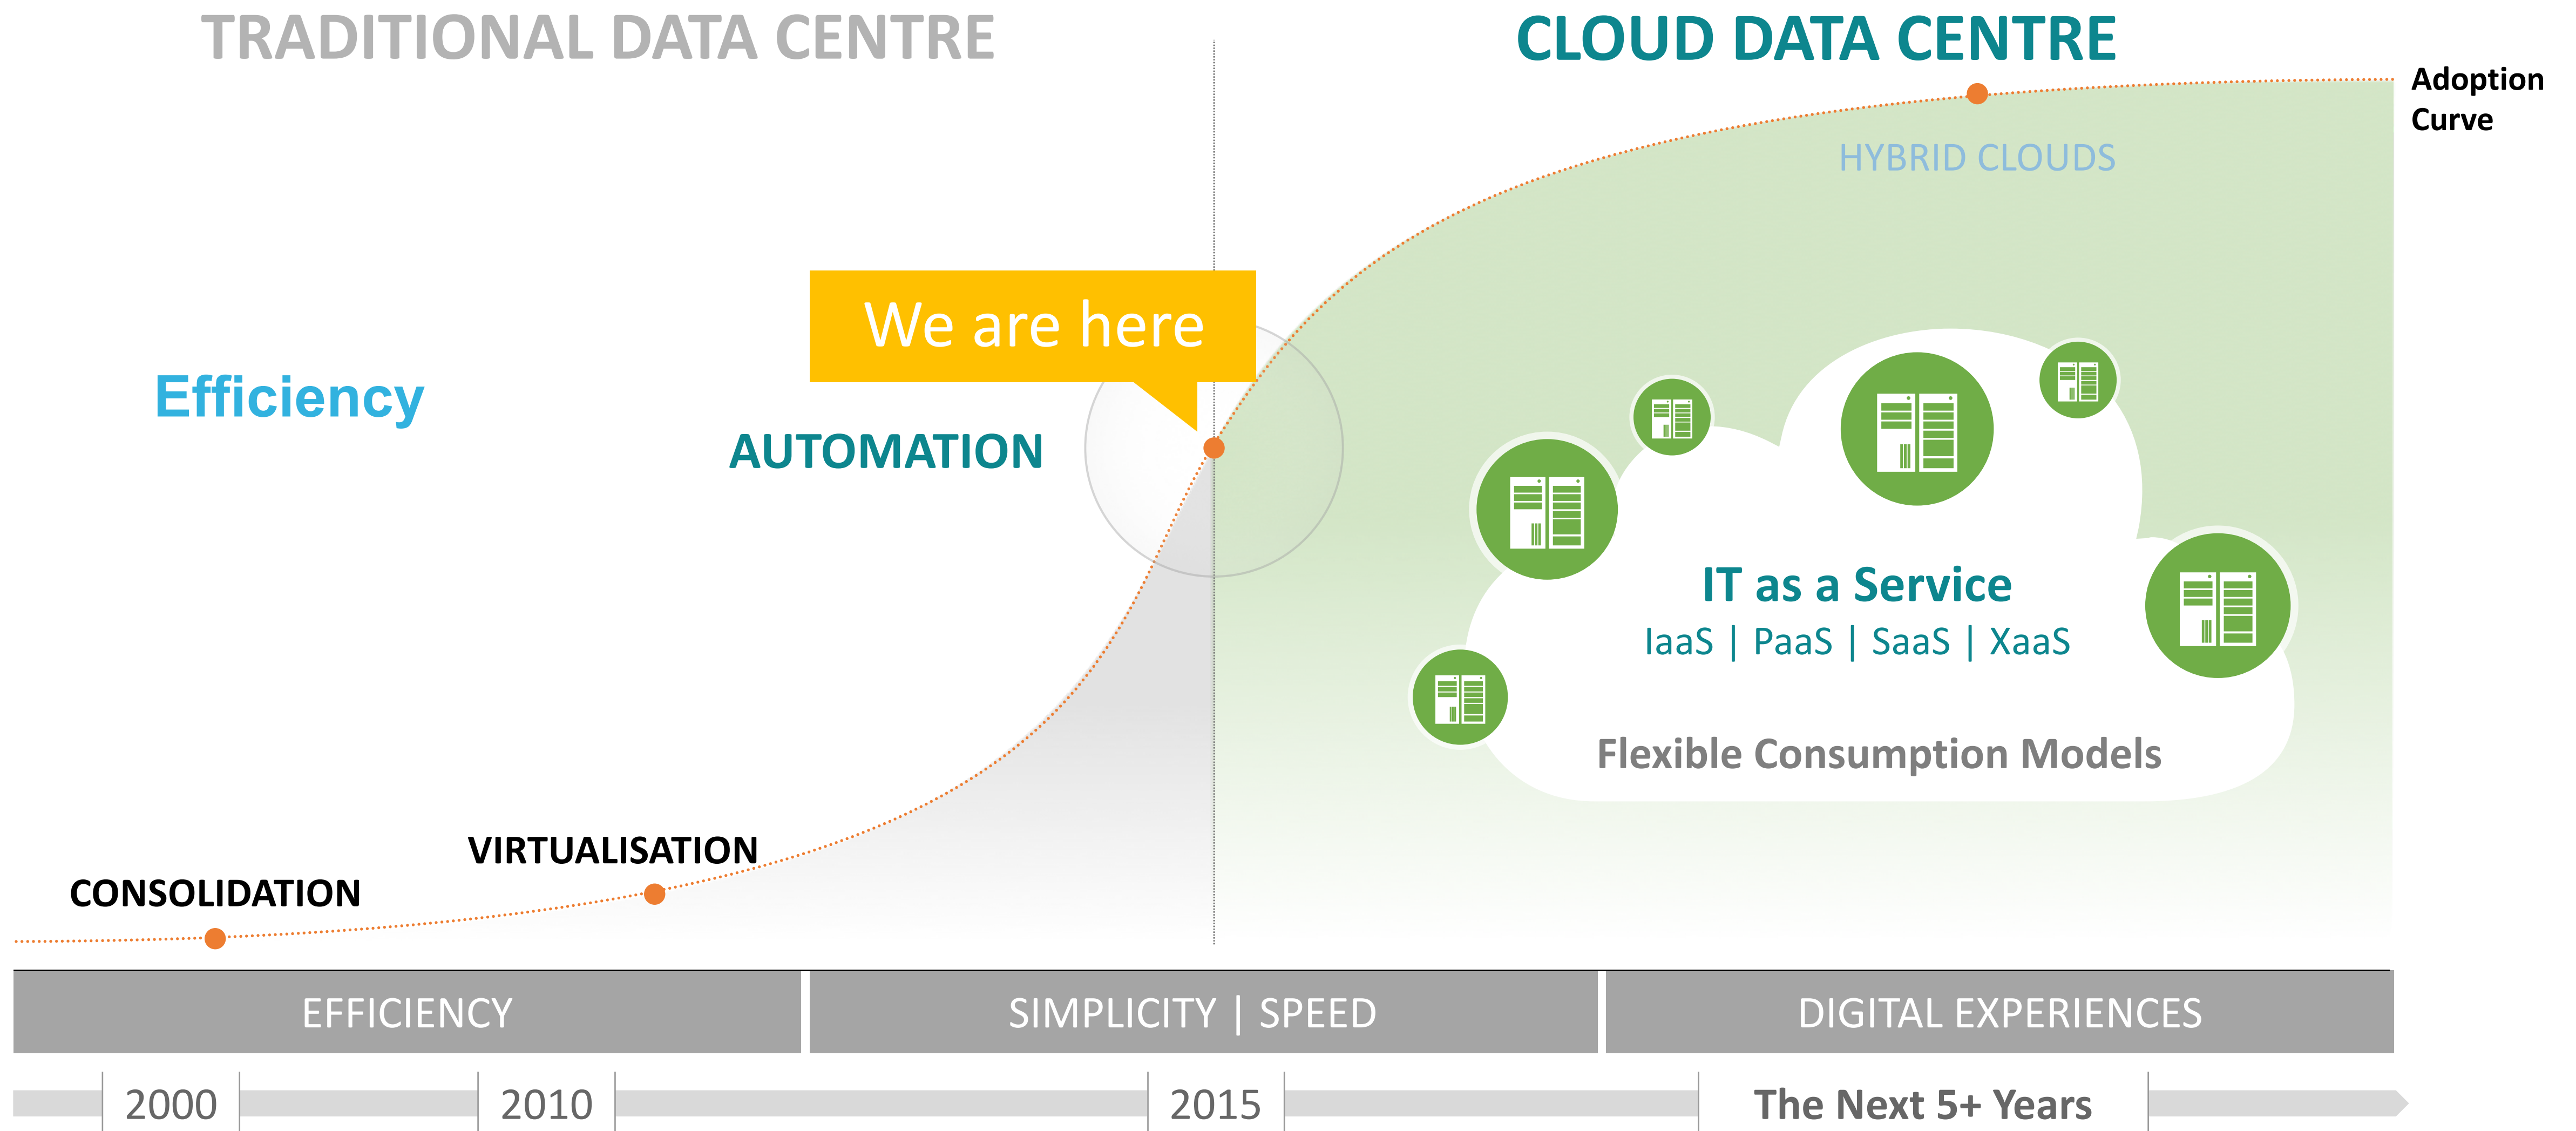 TRADITIONAL DATA CENTRE
CLOUD DATA CENTRE
Adoption
Curve
HYBRID CLOUDS
We are here
Efficiency
AUTOMATION
IT as a Service
IaaS | PaaS | SaaS | XaaS
Flexible Consumption Models
VIRTUALISATION
CONSOLIDATION
EFFICIENCY
SIMPLICITY | SPEED
DIGITAL EXPERIENCES
2000
2010
2015
The Next 5+ Years